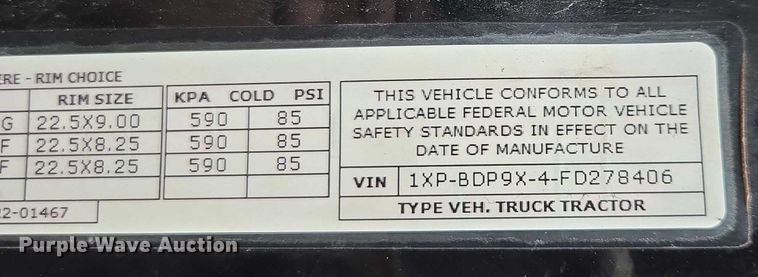 RE - RIM CHOICE
RIM SIZE KPA COLD PSI
G 22.5X9.00 590 85
F 22.5X8.25 590 85
F 22.5X8.25 590 85
2-01467
THIS VEHICLE CONFORMS TO ALL
APPLICABLE FEDERAL MOTOR VEHICLE
SAFETY STANDARDS IN EFFECT ON THE
DATE OF MANUFACTURE
VIN 1XP-BDP9X-4-FD278406
TYPE VEH. TRUCK TRACTOR
Purple Wave Auction